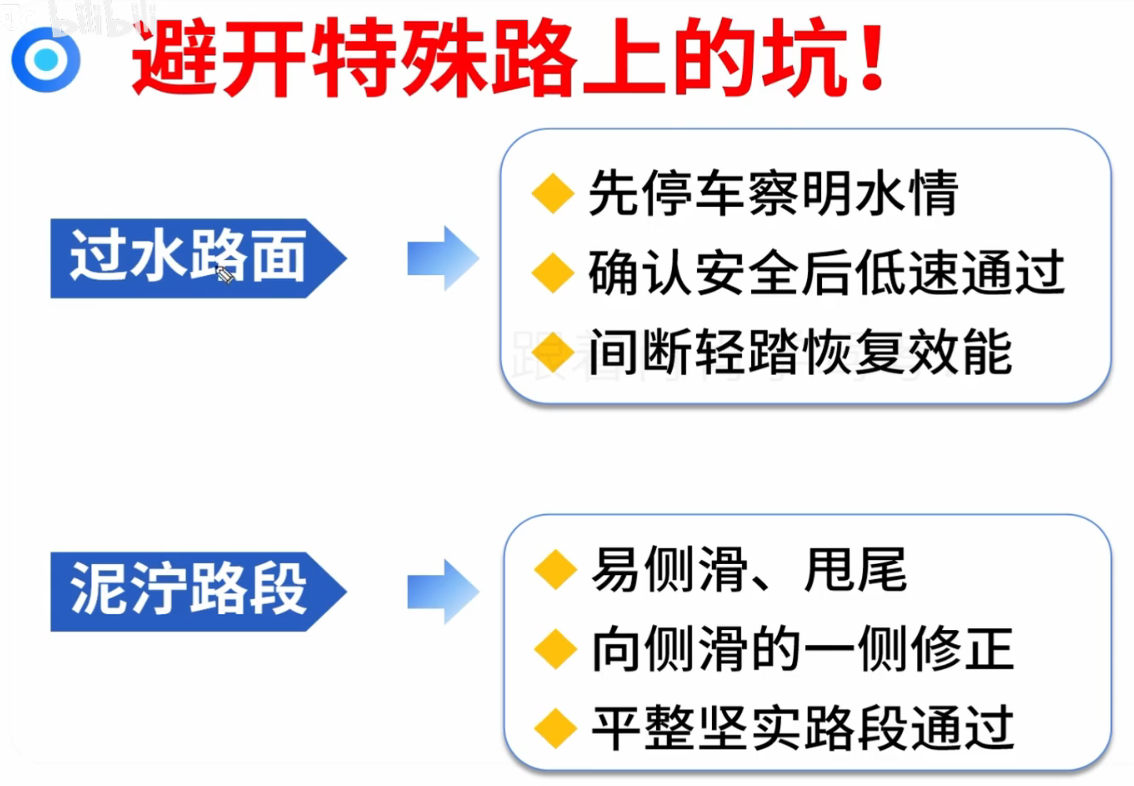 bilibili
避开特殊路上的坑！
过水路面
先停车察明水情
确认安全后低速通过
间断轻踏恢复效能
泥泞路段
易侧滑、甩尾
向侧滑的一侧修正
平整坚实路段通过